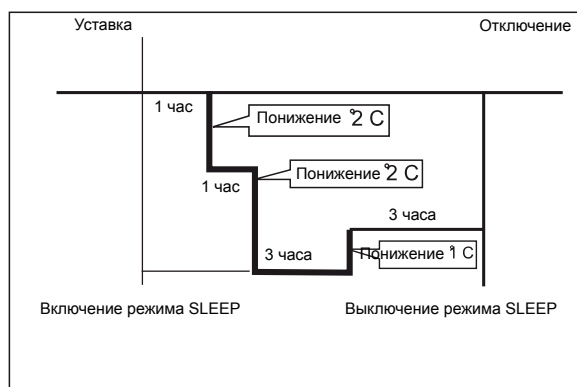 Уставка
Отключение
1 час
Понижение °2 C
Понижение °2 C
1 час
3 часа
3 часа
Понижение °1 C
Включение режима SLEEP
Выключение режима SLEEP